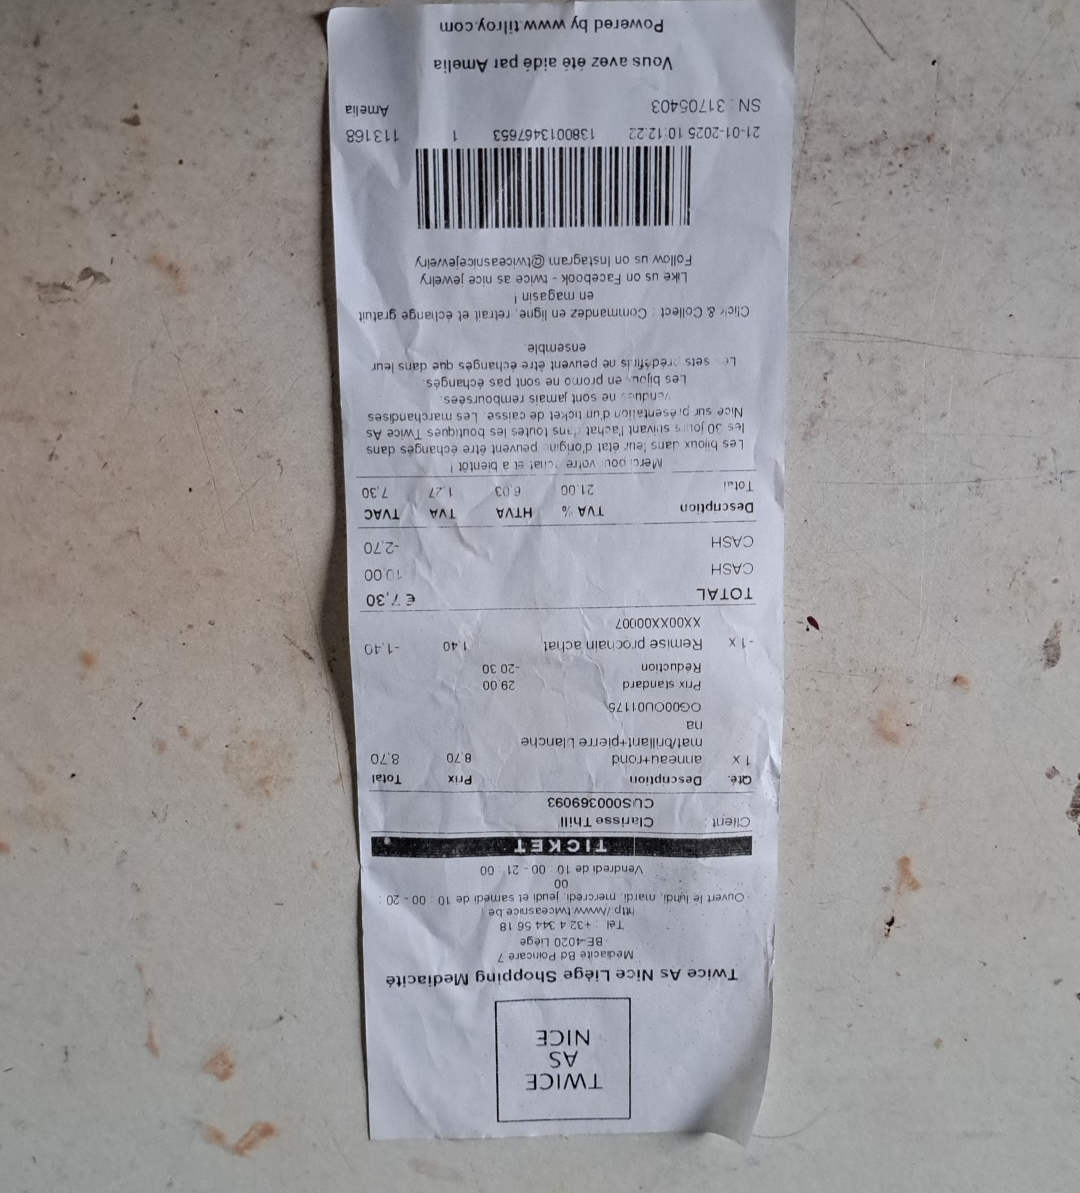 TWICE
AS
NICE
Twice As Nice Liége Shopping Mediacité
Médiacité Bd Poincaré 7
BE-4020 Liège
Tél : +32 4 344 56 18
http://www.twiceasnice.be
Ouvert le lundi, mardi, mercredi, jeudi et samedi de 10 : 00 - 20 :
00
Vendredi de 10 : 00 - 21 : 00
TICKET
Client : Clarisse Thill
CUS0000369093
Qté. Description Prix Total
1 x anneau+rond 8,70 8,70
mat/brillant+pierre blanche
na
OG00OU01175
Prix standard 29,00
Réduction -20,30
-1 x Remise prochain achat 1,40 -1,40
XX00XX00007
TOTAL € 7,30
CASH 10,00
CASH -2,70
Description TVA % HTVA TVA TVAC
Total 21,00 6,03 1,27 7,30
Merci pour votre achat et à bientôt !
Les bijoux dans leur état d'origine peuvent être échangés dans
les 30 jours suivant l'achat dans toutes les boutiques Twice As
Nice sur présentation d'un ticket de caisse. Les marchandises
vendues ne sont jamais remboursées.
Les bijoux en promo ne sont pas échangés.
Les sets prédéfinis ne peuvent être échangés que dans leur
ensemble.
Click & Collect : Commandez en ligne, retrait et échange gratuit
en magasin !
Like us on Facebook - twice as nice jewelry
Follow us on Instagram @twiceasnicejewelry
21-01-2025 10:12:22 1380013467653 1 113168
SN : 31705403 Amelia
Vous avez été aidé par Amelia
Powered by www.tilroy.com